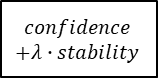 confidence
+λ · stability